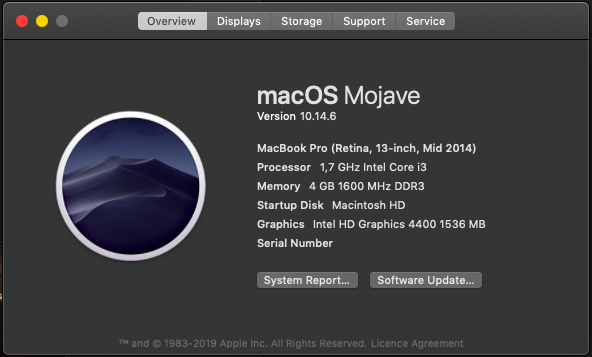 Overview Displays Storage Support Service
macOS Mojave
Version 10.14.6
MacBook Pro (Retina, 13-inch, Mid 2014)
Processor 1,7 GHz Intel Core i3
Memory 4 GB 1600 MHz DDR3
Startup Disk Macintosh HD
Graphics Intel HD Graphics 4400 1536 MB
Serial Number
System Report... Software Update...
™ and © 1983-2019 Apple Inc. All Rights Reserved. Licence Agreement